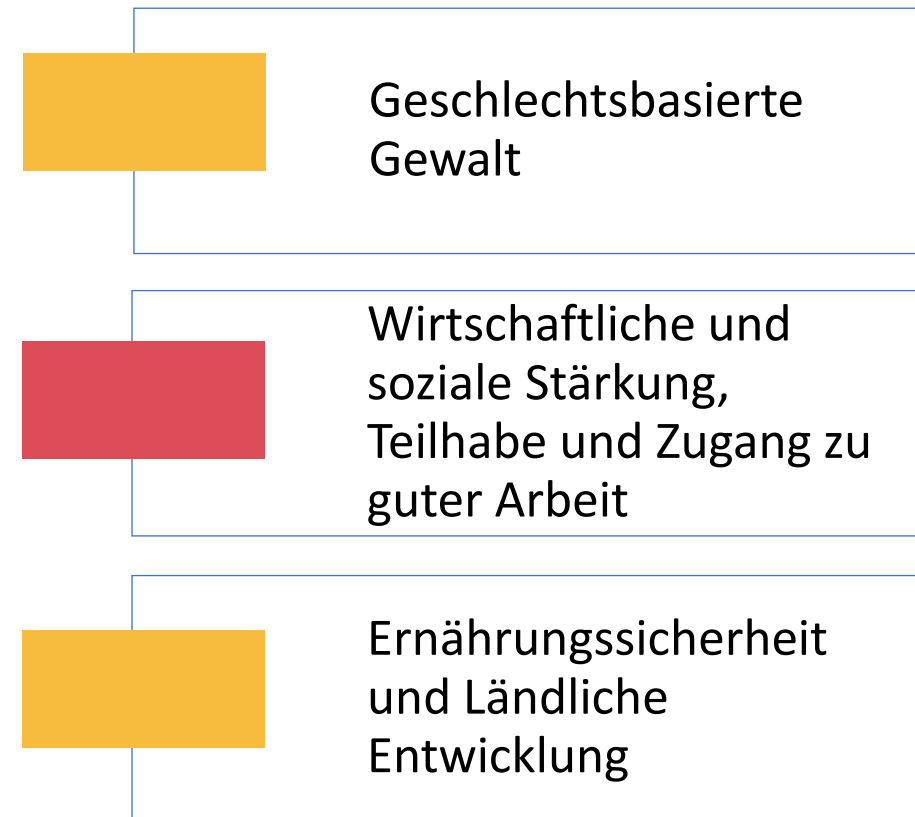 Geschlechtsbasierte
Gewalt
Wirtschaftliche und
soziale Stärkung,
Teilhabe und Zugang zu
guter Arbeit
Ernährungssicherheit
und Ländliche
Entwicklung